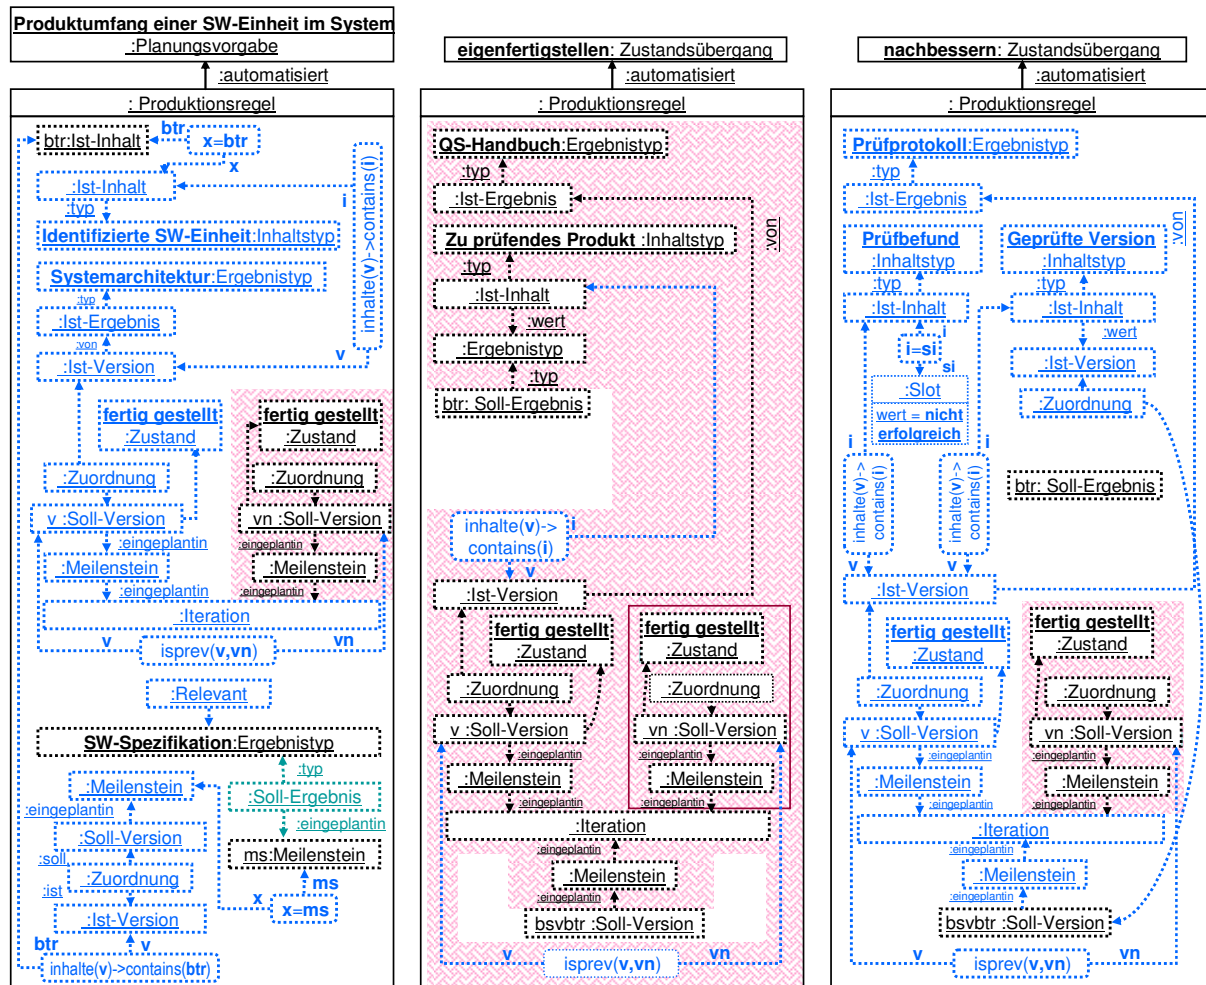 Produktumfang einer SW-Einheit im System
:Planungsvorgabe
:automatisiert
: Produktionsregel
btr:Ist-Inhalt
btr
x=btr
x
:Ist-Inhalt
:typ
i
inhalte(v)->contains(i)
Identifizierte SW-Einheit:Inhaltstyp
Systemarchitektur:Ergebnistyp
:typ
:Ist-Ergebnis
:von
:Ist-Version
v
fertig gestellt
:Zustand
fertig gestellt
:Zustand
:Zuordnung
:Zuordnung
v :Soll-Version
vn :Soll-Version
:eingeplantin
:eingeplantin
:Meilenstein
:Meilenstein
:eingeplantin
:eingeplantin
:Iteration
v
isprev(v,vn)
vn
:Relevant
SW-Spezifikation:Ergebnistyp
:typ
:Meilenstein
:Soll-Ergebnis
:eingeplantin
:eingeplantin
:Soll-Version
:soll
ms:Meilenstein
:Zuordnung
:ist
x
ms
x=ms
:Ist-Version
btr
v
inhalte(v)->contains(btr)
eigenfertigstellen: Zustandsübergang
:automatisiert
: Produktionsregel
QS-Handbuch:Ergebnistyp
:typ
:Ist-Ergebnis
:von
Zu prüfendes Produkt :Inhaltstyp
:typ
:Ist-Inhalt
:wert
:Ergebnistyp
:typ
btr: Soll-Ergebnis
inhalte(v)->
contains(i)
i
v
:Ist-Version
fertig gestellt
:Zustand
fertig gestellt
:Zustand
:Zuordnung
:Zuordnung
v :Soll-Version
vn :Soll-Version
:eingeplantin
:eingeplantin
:Meilenstein
:Meilenstein
:eingeplantin
:eingeplantin
:Iteration
:eingeplantin
:Meilenstein
:eingeplantin
bsvbtr :Soll-Version
v
isprev(v,vn)
vn
nachbessern: Zustandsübergang
:automatisiert
: Produktionsregel
Prüfprotokoll:Ergebnistyp
:typ
:Ist-Ergebnis
:von
Prüfbefund
:Inhaltstyp
Geprüfte Version
:Inhaltstyp
:typ
:typ
:Ist-Inhalt
:Ist-Inhalt
i
i=si
si
i
:wert
:Ist-Version
:Slot
wert = nicht
erfolgreich
:Zuordnung
i
inhalte(v)->
contains(i)
inhalte(v)->
contains(i)
btr: Soll-Ergebnis
v
v
:Ist-Version
fertig gestellt
:Zustand
fertig gestellt
:Zustand
:Zuordnung
:Zuordnung
v :Soll-Version
vn :Soll-Version
:eingeplantin
:eingeplantin
:Meilenstein
:Meilenstein
:eingeplantin
:eingeplantin
:Iteration
:eingeplantin
:Meilenstein
:eingeplantin
bsvbtr :Soll-Version
v
isprev(v,vn)
vn